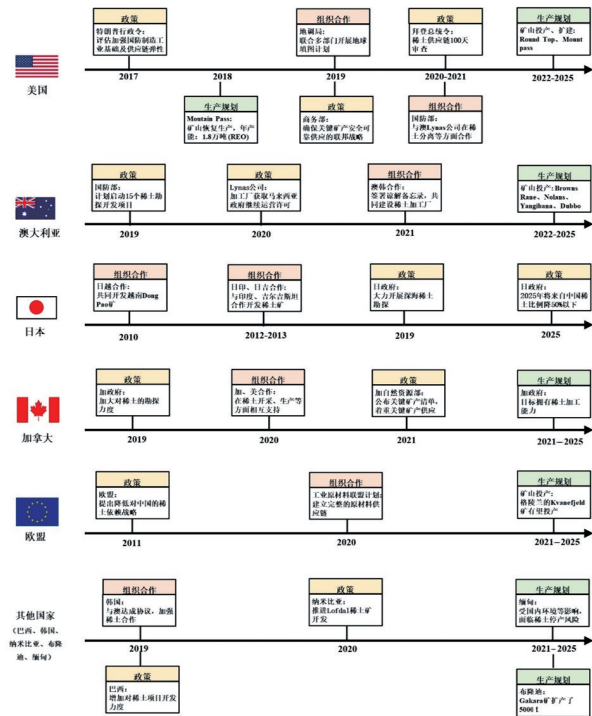 政策
特朗普行政令：
评估加强国防制造工
业基础及供应链弹性
组织合作
地调局：
联合多部门开展地球
填图计划
政策
拜登总统令：
稀土供应链100天
审查
生产规划
矿山投产、扩建：
Round Top、Mount
pass
美国
2017
2018
2019
2020-2021
2022-2025
生产规划
Montain Pass：
矿山恢复生产，年产
能：1.8万吨(REO)
政策
商务部：
确保关键矿产安全可
靠供应的联邦战略
组织合作
国防部：
与澳Lynas公司在稀
土分离等方面合作
政策
国防部：
计划启动15个稀土勘
探开发项目
政策
Lynas公司：
加工厂获取马来西亚
政府继续运营许可
组织合作
澳韩合作：
签署谅解备忘录，共
同建设稀土加工厂
生产规划
矿山投产：Browns
Rane、Nolans、
Yangibana、Dubbo
澳大利亚
2019
2020
2021
2022-2025
组织合作
日越合作：
共同开发越南Dong
Pao矿
组织合作
日印、日吉合作：
与印度、吉尔吉斯坦
合作开发稀土矿
政策
日政府：
大力开展深海稀土
勘探
政策
日政府：
2025年将来自中国稀
土比例降50%以下
日本
2010
2012-2013
2019
2025
政策
加政府：
加大对稀土的勘探
力度
组织合作
加、美合作：
在稀土开采、生产等
方面相互支持
政策
加自然资源部：
公布关键矿产清单，
着重关键矿产供应
生产规划
加政府：
目标拥有稀土加工
能力
加拿大
2019
2020
2021
2021-2025
政策
欧盟：
提出降低对中国的稀
土依赖战略
组织合作
工业原材料联盟计划：
建立完整的原材料供
应链
生产规划
矿山投产：
格陵兰的Kvanefjeld
矿有望投产
欧盟
2011
2020
2021-2025
组织合作
韩国：
与澳达成协议，加强
稀土合作
政策
纳米比亚：
推进Lofdal稀土矿
开发
生产规划
缅甸：
受国内环境等影响，
面临稀土停产风险
其他国家
（巴西、韩国、
纳米比亚、布隆
迪、缅甸）
2019
2020
2021-2025
政策
巴西：
增加对稀土项目开发
力度
生产规划
布隆迪：
Gakara矿扩产了
5000 t